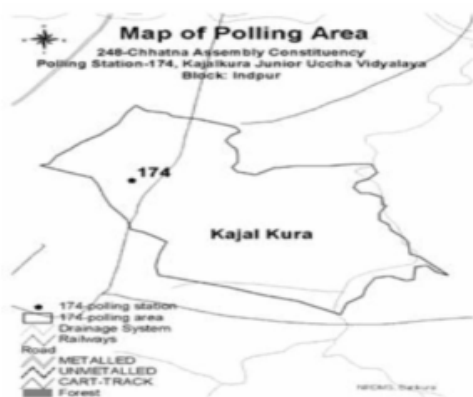 Map of Polling Area
248-Chhatna Assembly Constituency
Polling Station-174, Kajalkura Junior Uccha Vidyalaya
Block: Indpur
174
Kajal Kura
174-polling station
174-polling area
Drainage System
Railways
Road
METALLED
UNMETALLED
CART-TRACK
Forest